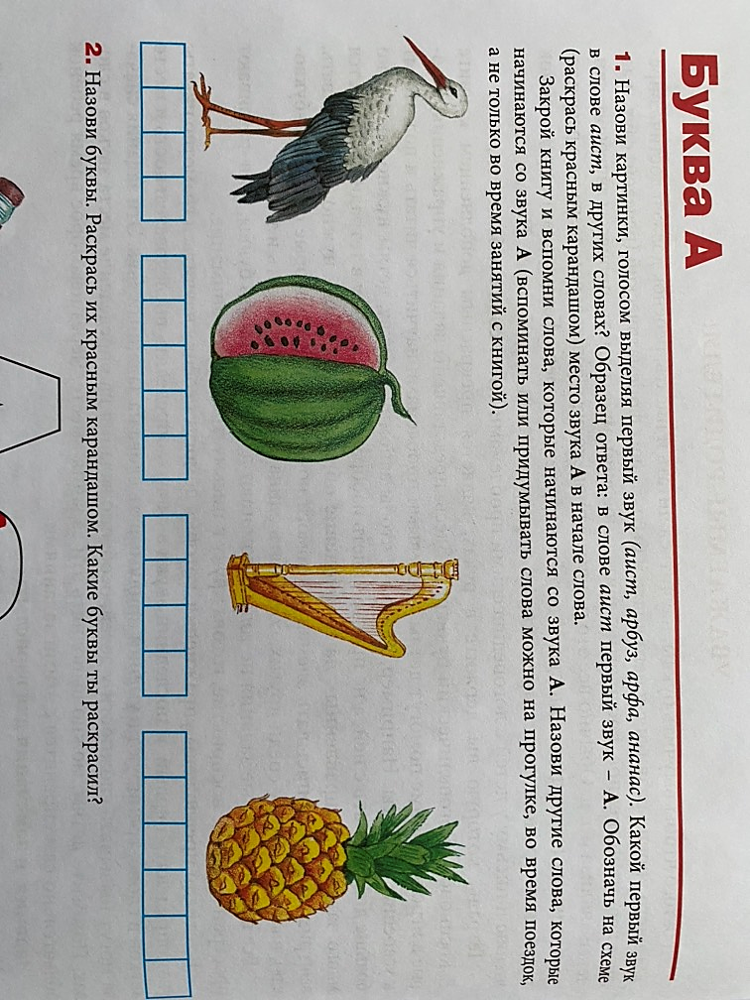 Буква А
1. Назови картинки, голосом выделяя первый звук (аист, арбуз, арфа, ананас). Какой первый звук
в слове аист, в других словах? Образец ответа: в слове аист первый звук – А. Обозначь на схеме
(раскрась красным карандашом) место звука А в начале слова.
Закрой книгу и вспомни слова, которые начинаются со звука А. Назови другие слова, которые
начинаются со звука А (вспоминать или придумывать слова можно на прогулке, во время поездок,
а не только во время занятий с книгой).
2. Назови буквы. Раскрась их красным карандашом. Какие буквы ты раскрасил?